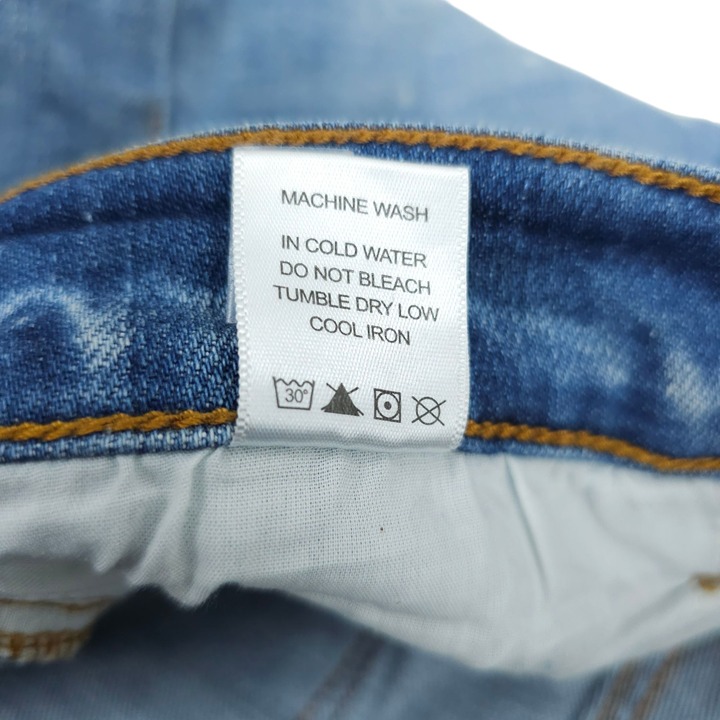 MACHINE WASH
IN COLD WATER
DO NOT BLEACH
TUMBLE DRY LOW
COOL IRON
30°